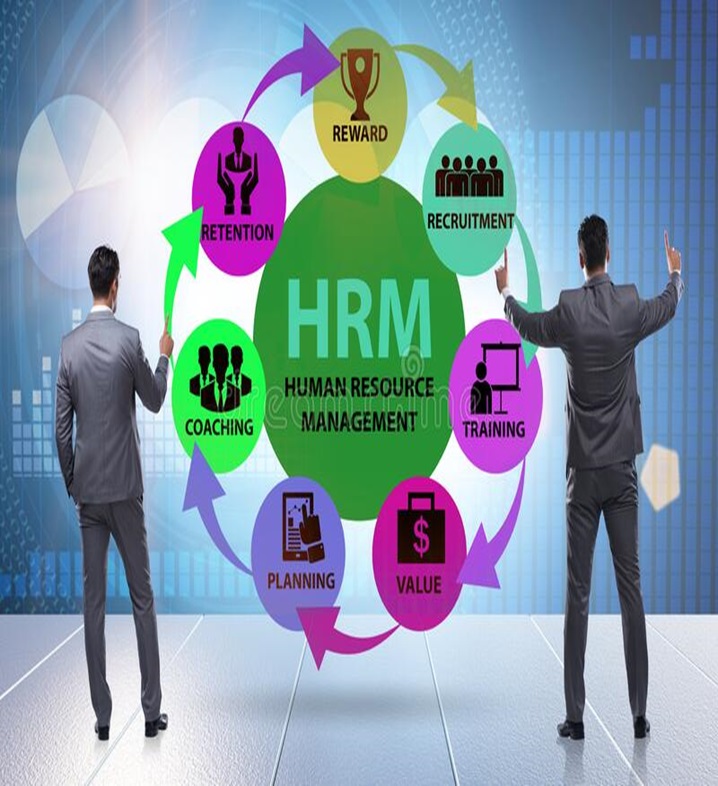 REWARD
RECRUITMENT
RETENTION
HRM
HUMAN RESOURCE
MANAGEMENT
COACHING
TRAINING
$
PLANNING
VALUE